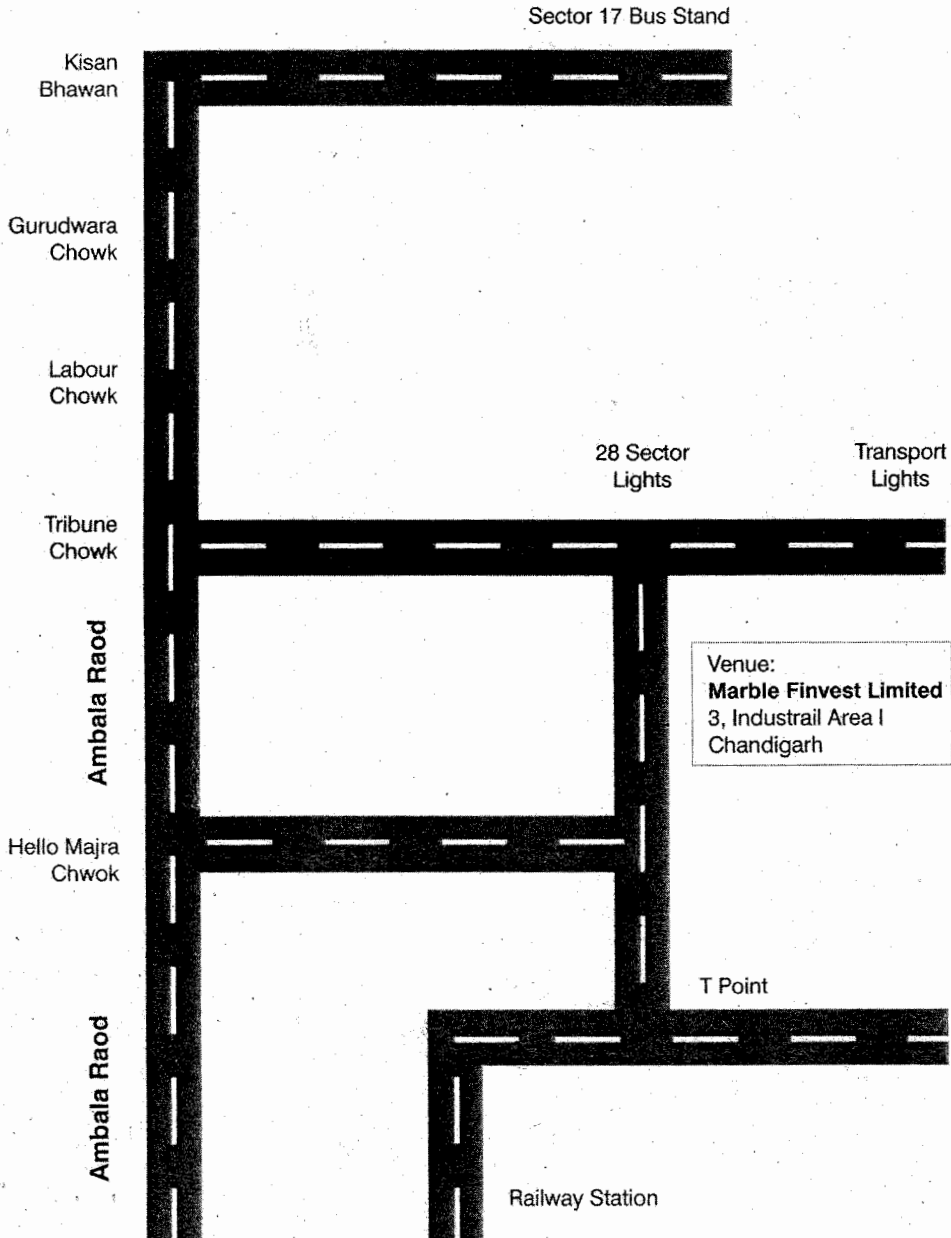 Sector 17 Bus Stand
Kisan
Bhawan
Gurudwara
Chowk
Labour
Chowk
28 Sector
Lights
Transport
Lights
Tribune
Chowk
Ambala Raod
Venue:
Marble Finvest Limited
3, Industrail Area I
Chandigarh
Hello Majra
Chwok
T Point
Ambala Raod
Railway Station